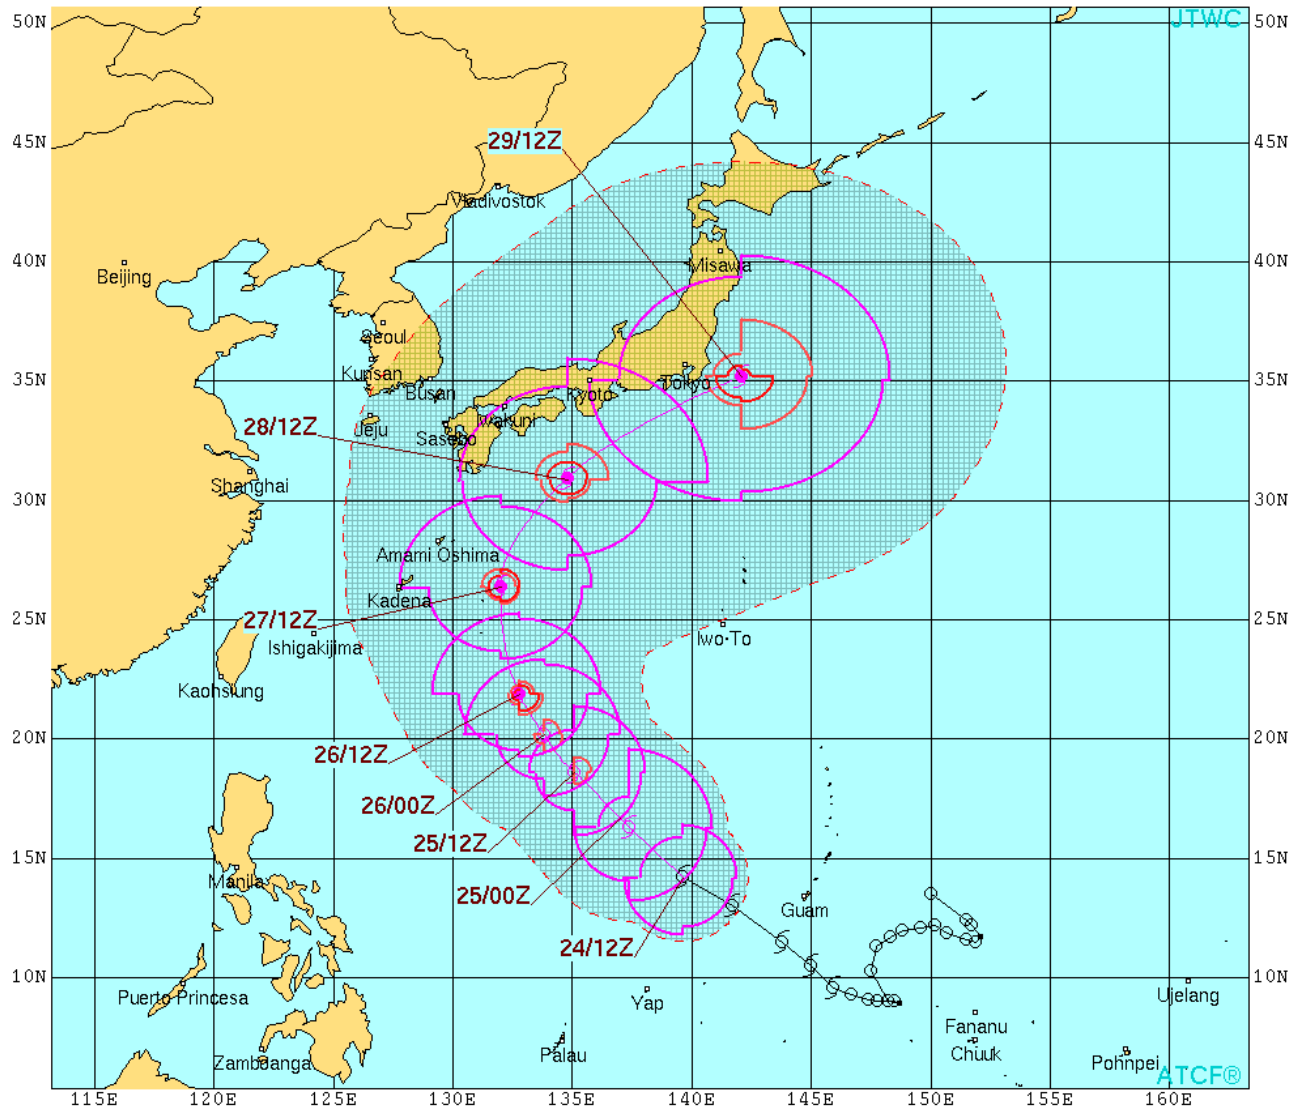 50N
JTWC
50N
29/12Z
45N
45N
Vladivostok
40N
Beijing
Misawa
40N
Seoul
35N
Kunsan
Busan
Kyoto
Tokyo
35N
28/12Z
Jeju
Sasebo
Iwakuni
Shanghai
30N
30N
Amami Oshima
Kadena
25N
27/12Z
Ishigakijima
Iwo-To
25N
Kaohsiung
20N
26/12Z
20N
26/00Z
25/12Z
15N
Manila
25/00Z
Guam
15N
24/12Z
10N
Puerto Princesa
Yap
Ujelang
10N
Fananu
Zamboanga
Palau
Chuuk
Pohnpei
ATCF®
115E 120E 125E 130E 135E 140E 145E 150E 155E 160E